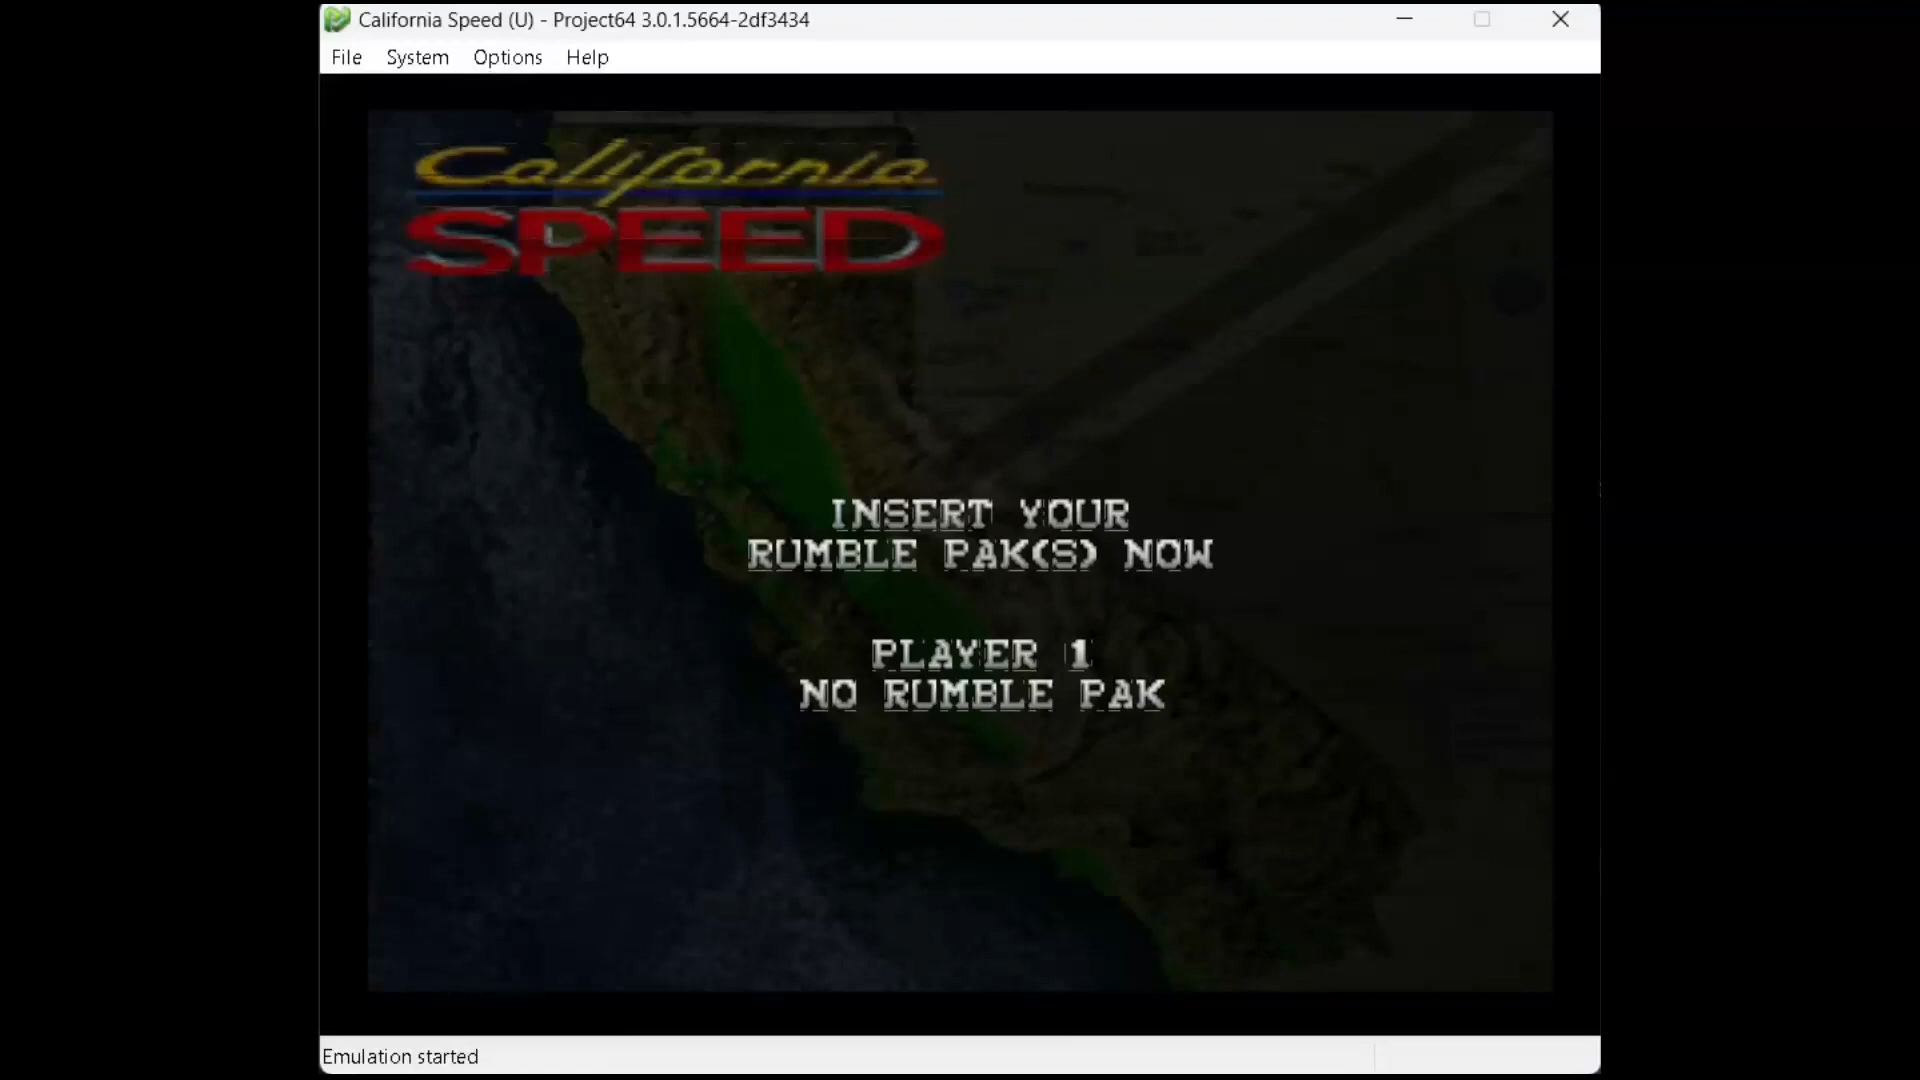 California Speed (U) - Project64 3.0.1.5664-2df3434
File System Options Help
California
SPEED
INSERT YOUR
RUMBLE PAK(S) NOW
PLAYER 1
NO RUMBLE PAK
Emulation started